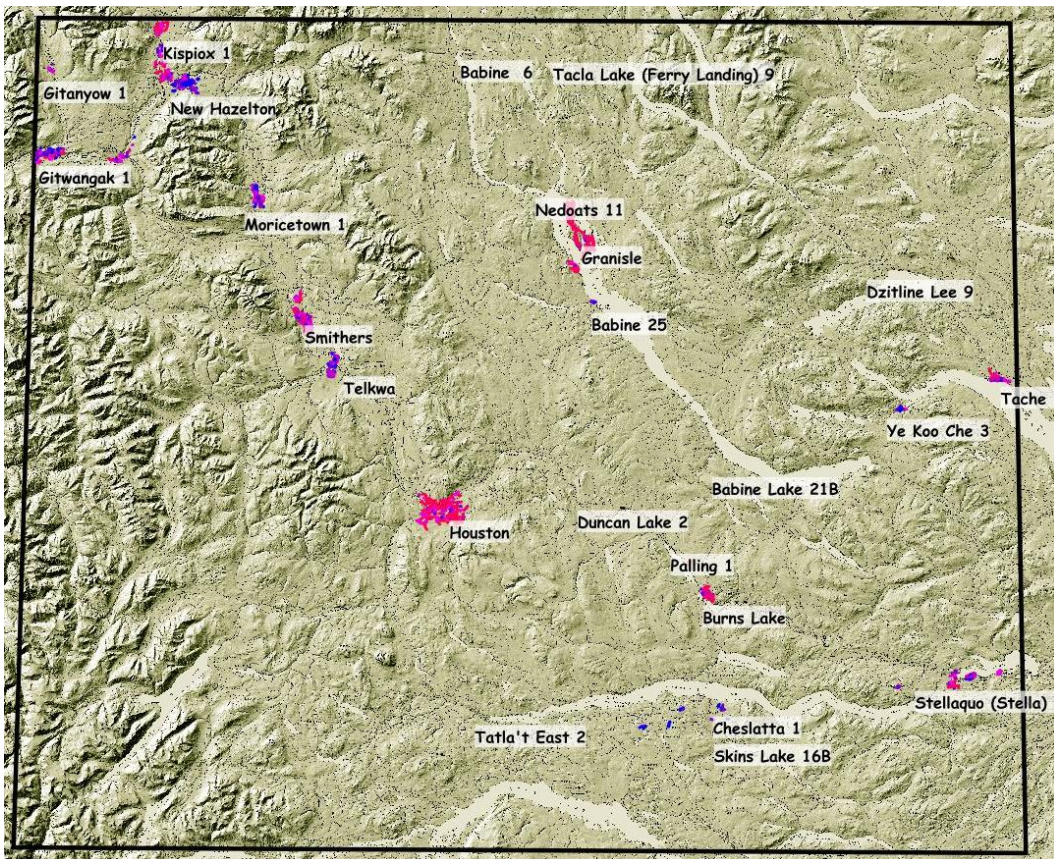 Kispiox 1
Babine 6
Tacla Lake (Ferry Landing) 9
Gitanyow 1
New Hazelton
Gitwangak 1
Nedoats 11
Moricetown 1
Granisle
Dzitline Lee 9
Babine 25
Smithers
Telkwa
Tache
Ye Koo Che 3
Babine Lake 21B
Duncan Lake 2
Houston
Palling 1
Burns Lake
Stellaquo (Stella)
Cheslatta 1
Tatla't East 2
Skins Lake 16B